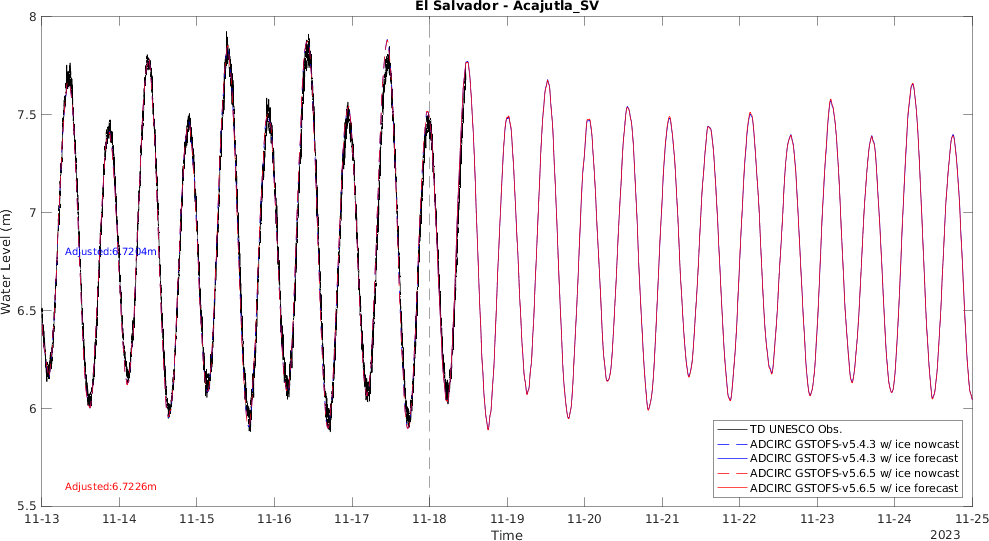 El Salvador - Acajutla_SV
8
7.5
7
6.5
6
5.5
Water Level (m)
Adjusted:6.7204m
Adjusted:6.7226m
TD UNESCO Obs.
ADCIRC GSTOFS-v5.4.3 w/ ice nowcast
ADCIRC GSTOFS-v5.4.3 w/ ice forecast
ADCIRC GSTOFS-v5.6.5 w/ ice nowcast
ADCIRC GSTOFS-v5.6.5 w/ ice forecast
11-13 11-14 11-15 11-16 11-17 11-18 11-19 11-20 11-21 11-22 11-23 11-24 11-25
Time
2023